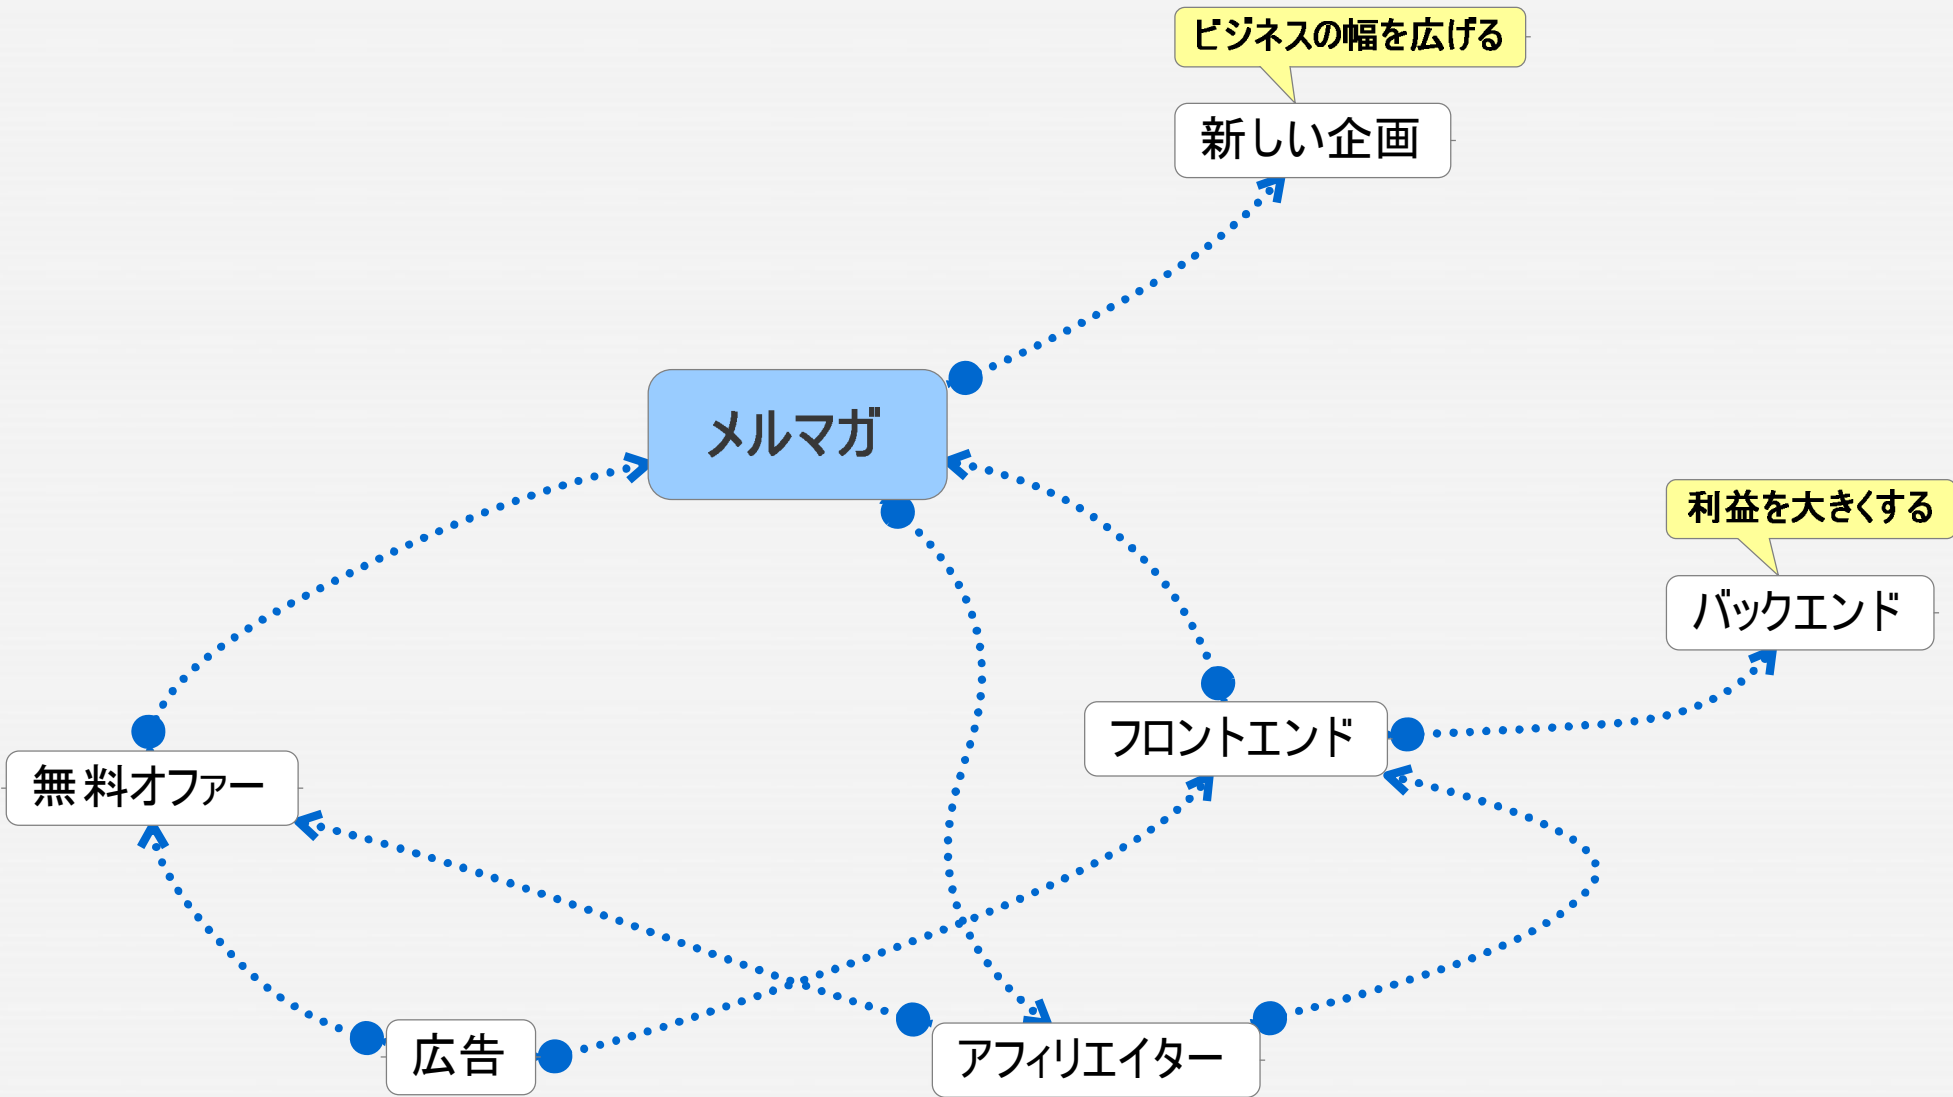 ビジネスの幅を広げる
新しい企画
メルマガ
利益を大きくする
バックエンド
フロントエンド
無料オファー
広告
アフィリエイター